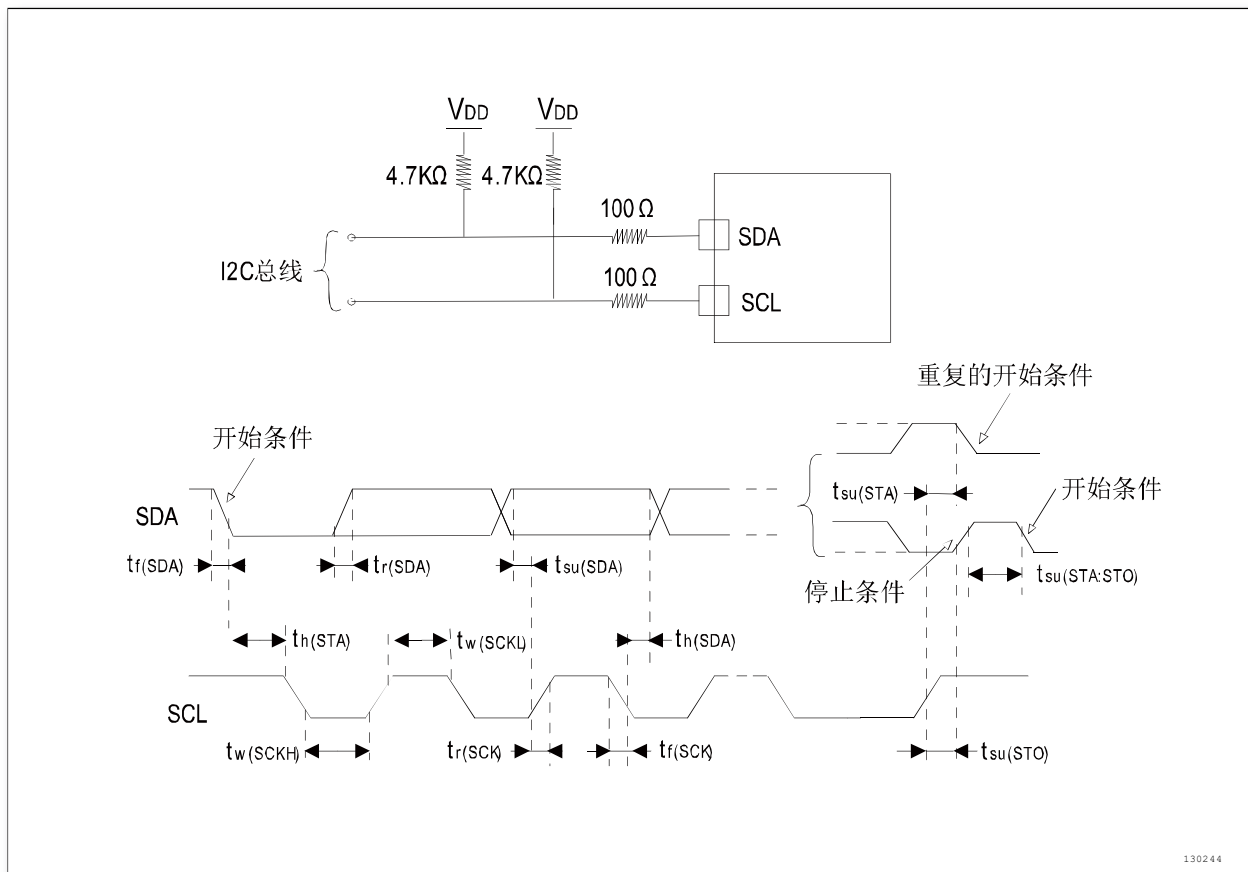 VDD VDD
4.7KΩ 4.7KΩ
100 Ω
SDA
I2C总线
100 Ω
SCL
重复的开始条件
开始条件
tsu(STA)
开始条件
SDA
tf(SDA) tr(SDA) tsu(SDA)
停止条件
tsu(STA:STO)
th(STA) tw(SCKL) th(SDA)
SCL
tw(SCKH) tr(SCK) tf(SCK) tsu(STO)
130244